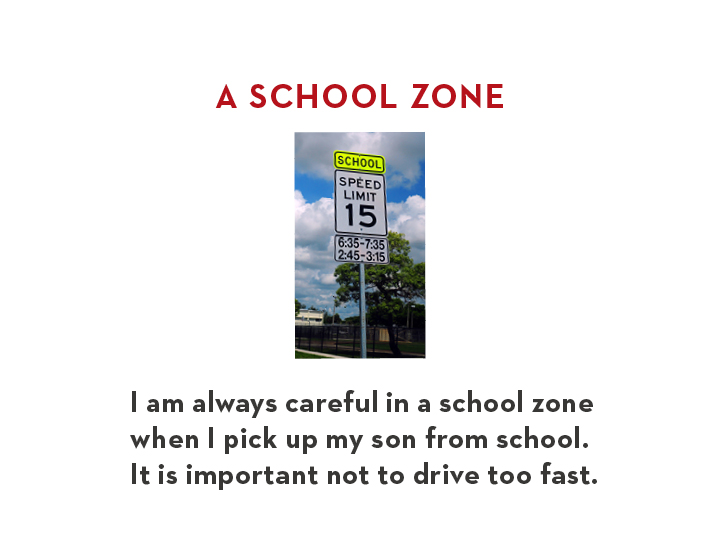 A SCHOOL ZONE
SCHOOL
SPEED
LIMIT
15
6:35-7:35
2:45-3:15
I am always careful in a school zone
when I pick up my son from school.
It is important not to drive too fast.